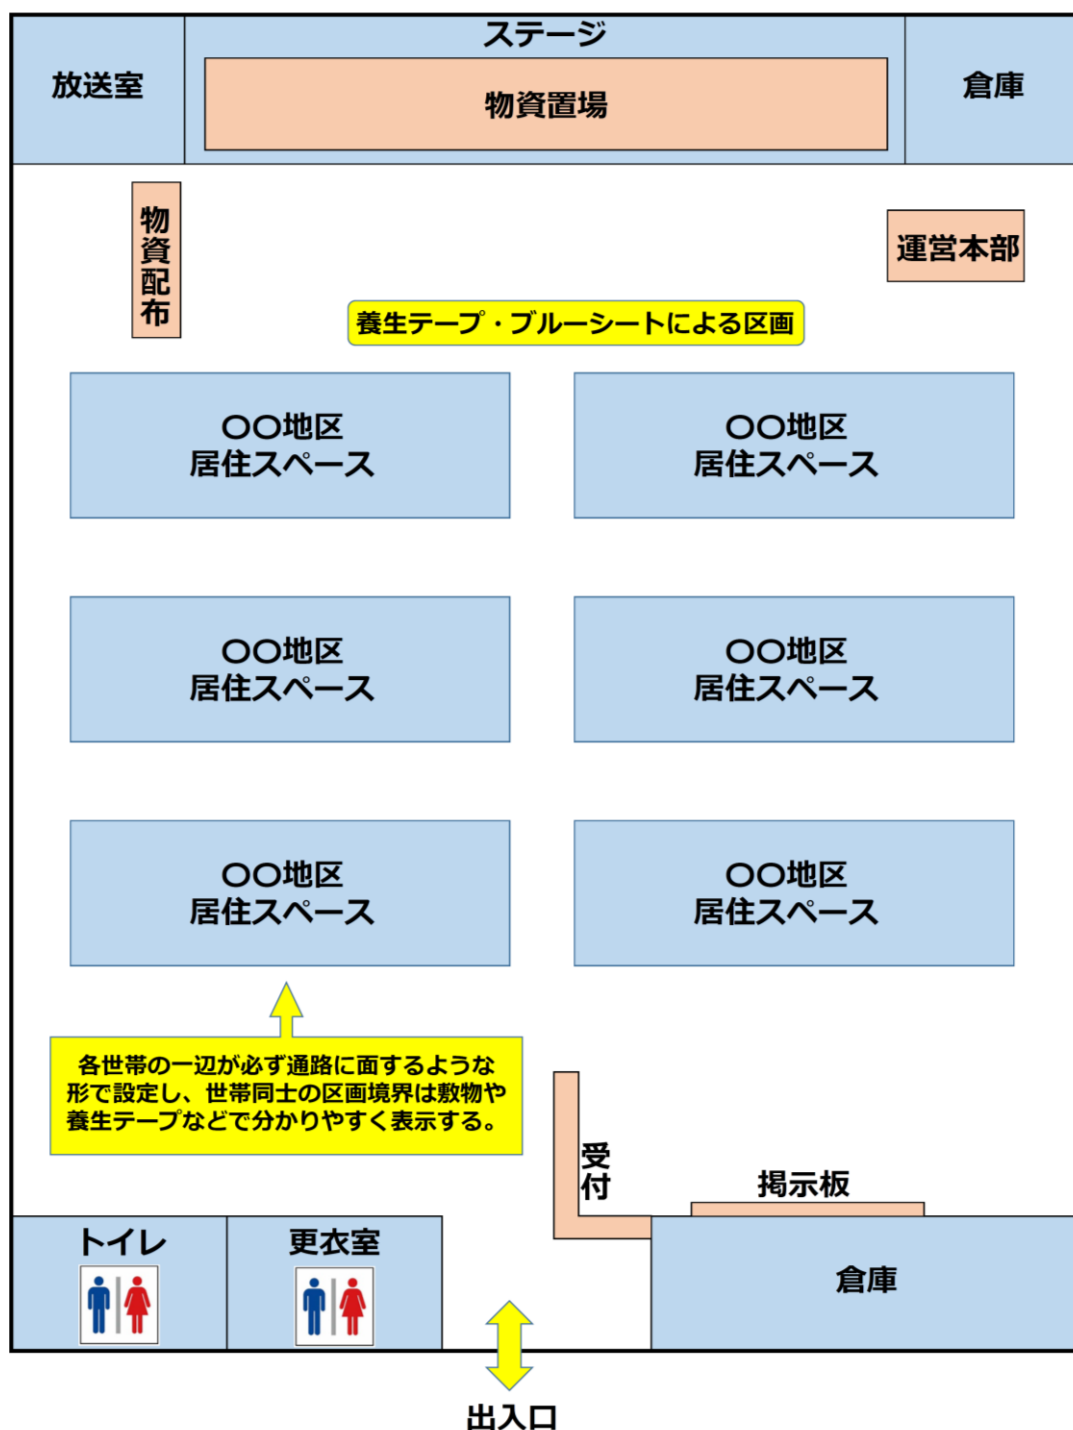 ステージ
放送室
物資置場
倉庫
物資配布
運営本部
養生テープ・ブルーシートによる区画
〇〇地区
居住スペース
〇〇地区
居住スペース
〇〇地区
居住スペース
〇〇地区
居住スペース
〇〇地区
居住スペース
〇〇地区
居住スペース
各世帯の一辺が必ず通路に面するような
形で設定し、世帯同士の区画境界は敷物や
養生テープなどで分かりやすく表示する。
受付
掲示板
トイレ
更衣室
倉庫
出入口